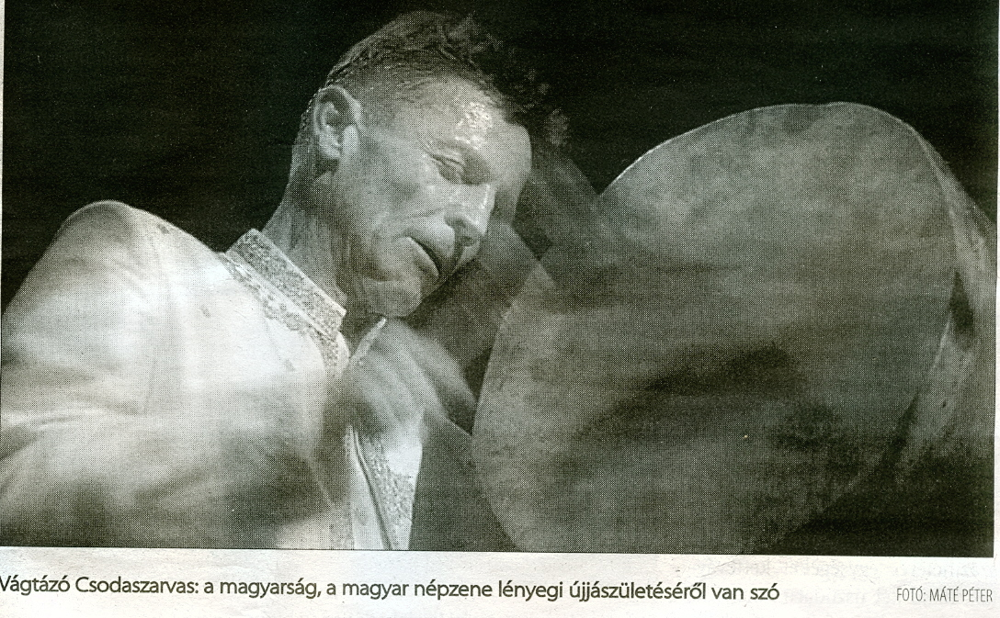 Vágtázó Csodaszarvas: a magyarság, a magyar népzene lényegi újjászületéséről van szó
FOTÓ: MÁTÉ PÉTER